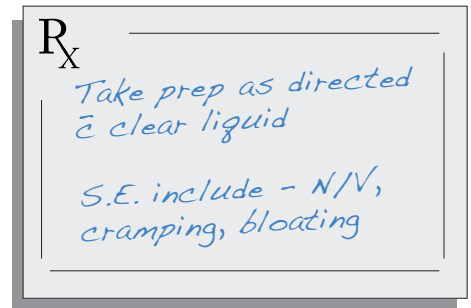 Rx
Take prep as directed
c̄ clear liquid
S.E. include - N/V,
cramping, bloating